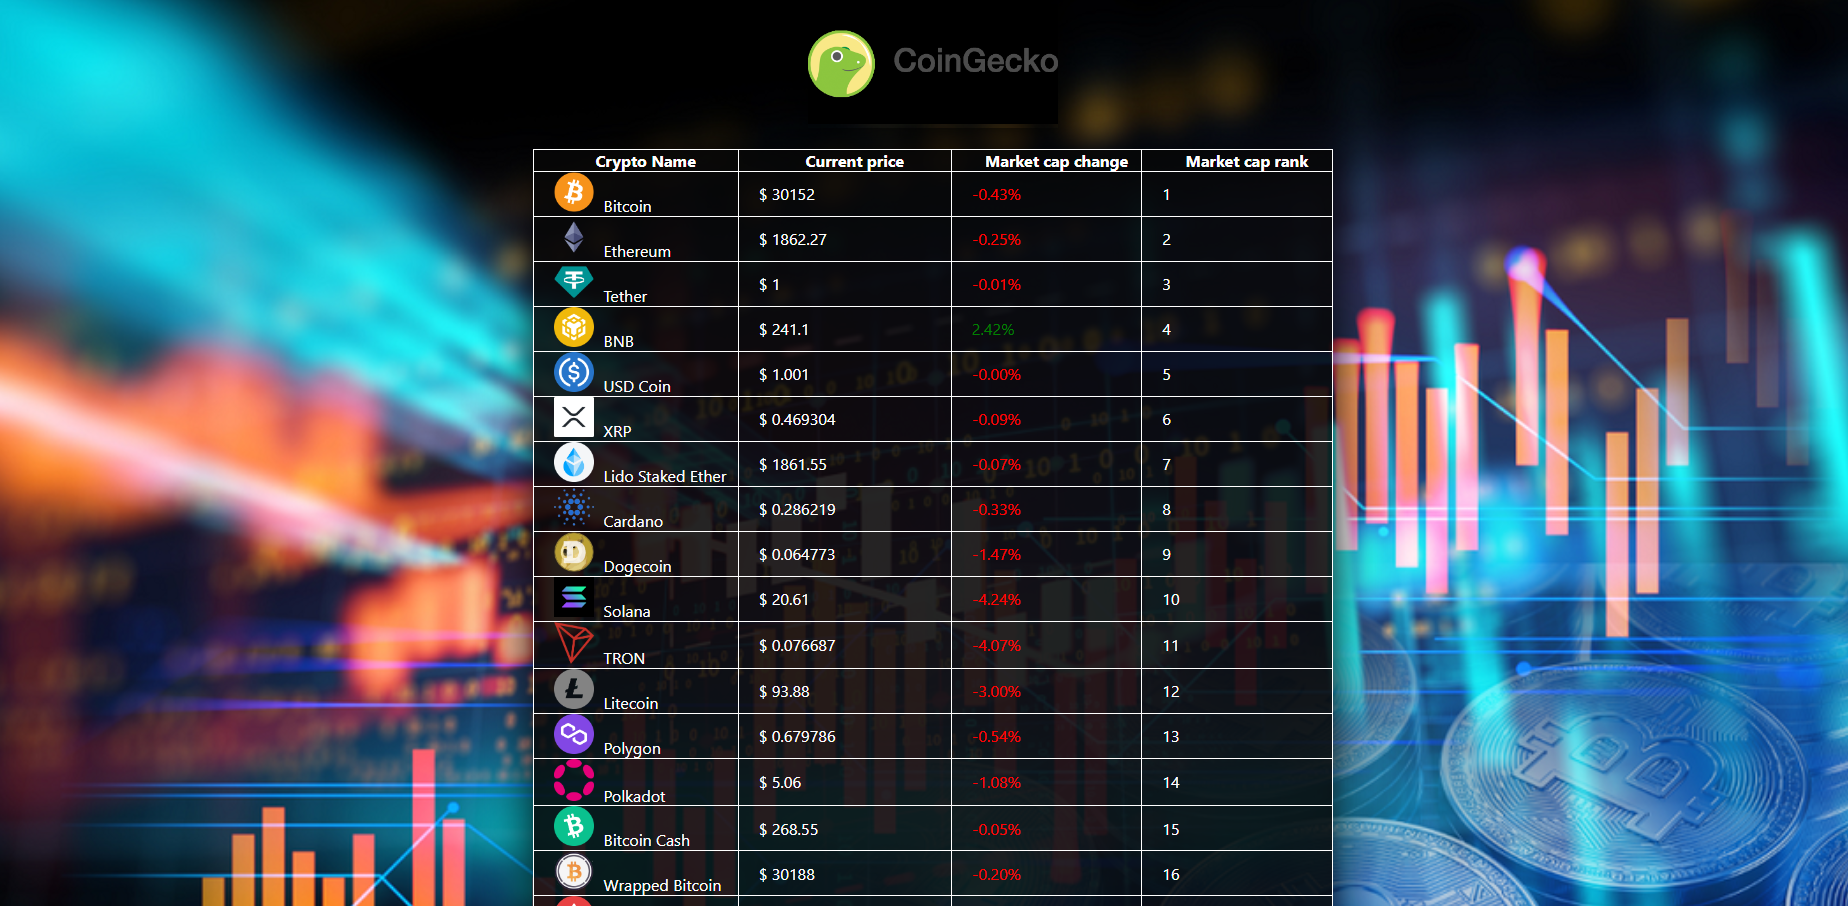 CoinGecko
Crypto Name Current price Market cap change Market cap rank
Bitcoin $ 30152 -0.43% 1
Ethereum $ 1862.27 -0.25% 2
Tether $ 1 -0.01% 3
BNB $ 241.1 2.42% 4
USD Coin $ 1.001 -0.00% 5
XRP $ 0.469304 -0.09% 6
Lido Staked Ether $ 1861.55 -0.07% 7
Cardano $ 0.286219 -0.33% 8
Dogecoin $ 0.064773 -1.47% 9
Solana $ 20.61 -4.24% 10
TRON $ 0.076687 -4.07% 11
Litecoin $ 93.88 -3.00% 12
Polygon $ 0.679786 -0.54% 13
Polkadot $ 5.06 -1.08% 14
Bitcoin Cash $ 268.55 -0.05% 15
Wrapped Bitcoin $ 30188 -0.20% 16